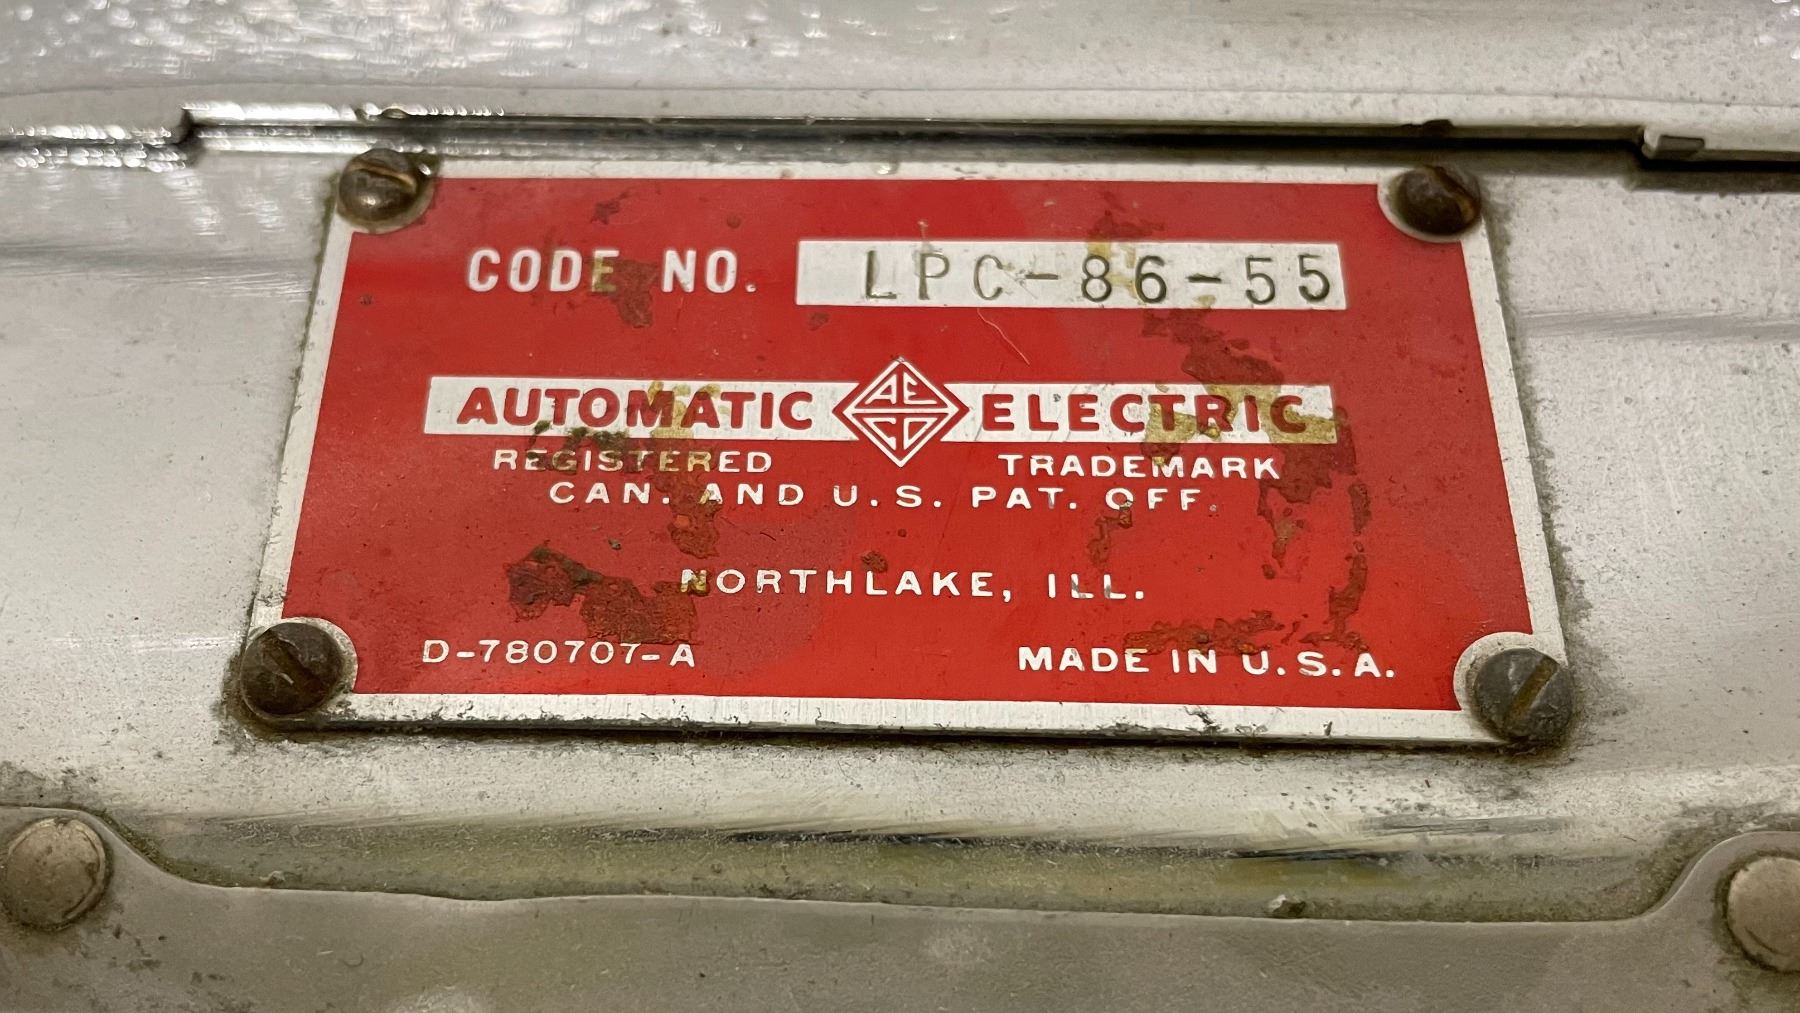 CODE NO. LPC-86-55
AUTOMATIC AE CO ELECTRIC
REGISTERED TRADEMARK
CAN. AND U.S. PAT. OFF.
NORTHLAKE, ILL.
D-780707-A MADE IN U.S.A.